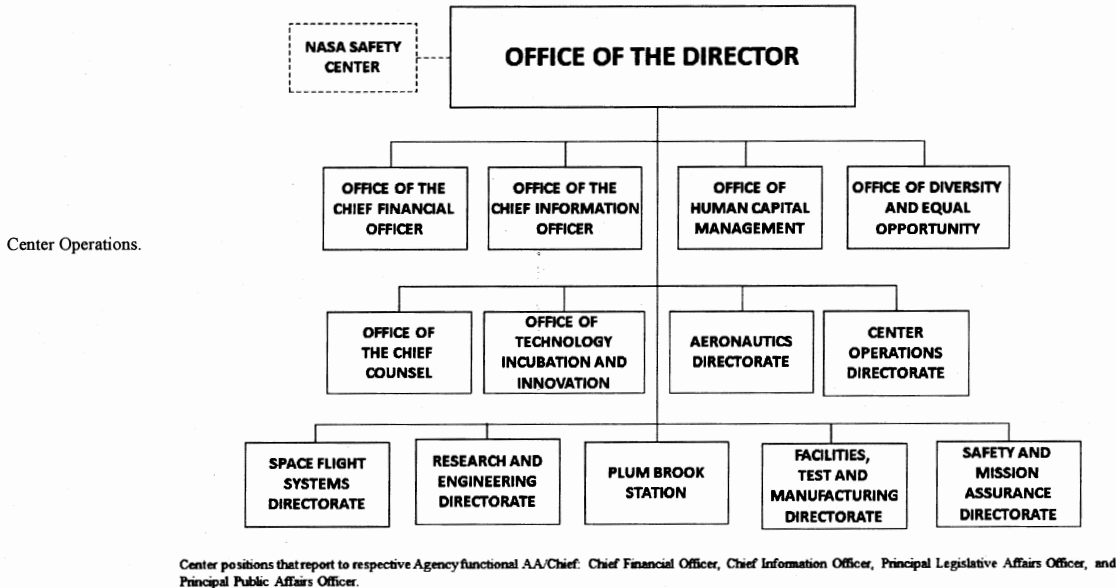 NASA SAFETY
CENTER
OFFICE OF THE DIRECTOR
OFFICE OF THE
CHIEF FINANCIAL
OFFICER
OFFICE OF THE
CHIEF INFORMATION
OFFICER
OFFICE OF
HUMAN CAPITAL
MANAGEMENT
OFFICE OF DIVERSITY
AND EQUAL
OPPORTUNITY
Center Operations.
OFFICE OF
THE CHIEF
COUNSEL
OFFICE OF
TECHNOLOGY
INCUBATION AND
INNOVATION
AERONAUTICS
DIRECTORATE
CENTER
OPERATIONS
DIRECTORATE
SPACE FLIGHT
SYSTEMS
DIRECTORATE
RESEARCH AND
ENGINEERING
DIRECTORATE
PLUM BROOK
STATION
FACILITIES,
TEST AND
MANUFACTURING
DIRECTORATE
SAFETY AND
MISSION
ASSURANCE
DIRECTORATE
Center positions that report to respective Agency functional AA/Chief: Chief Financial Officer, Chief Information Officer, Principal Legislative Affairs Officer, and
Principal Public Affairs Officer.